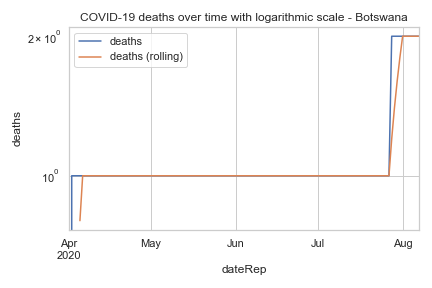 COVID-19 deaths over time with logarithmic scale - Botswana
deaths
deaths (rolling)
2 × 10⁰
10⁰
deaths
Apr
2020
May
Jun
Jul
Aug
dateRep